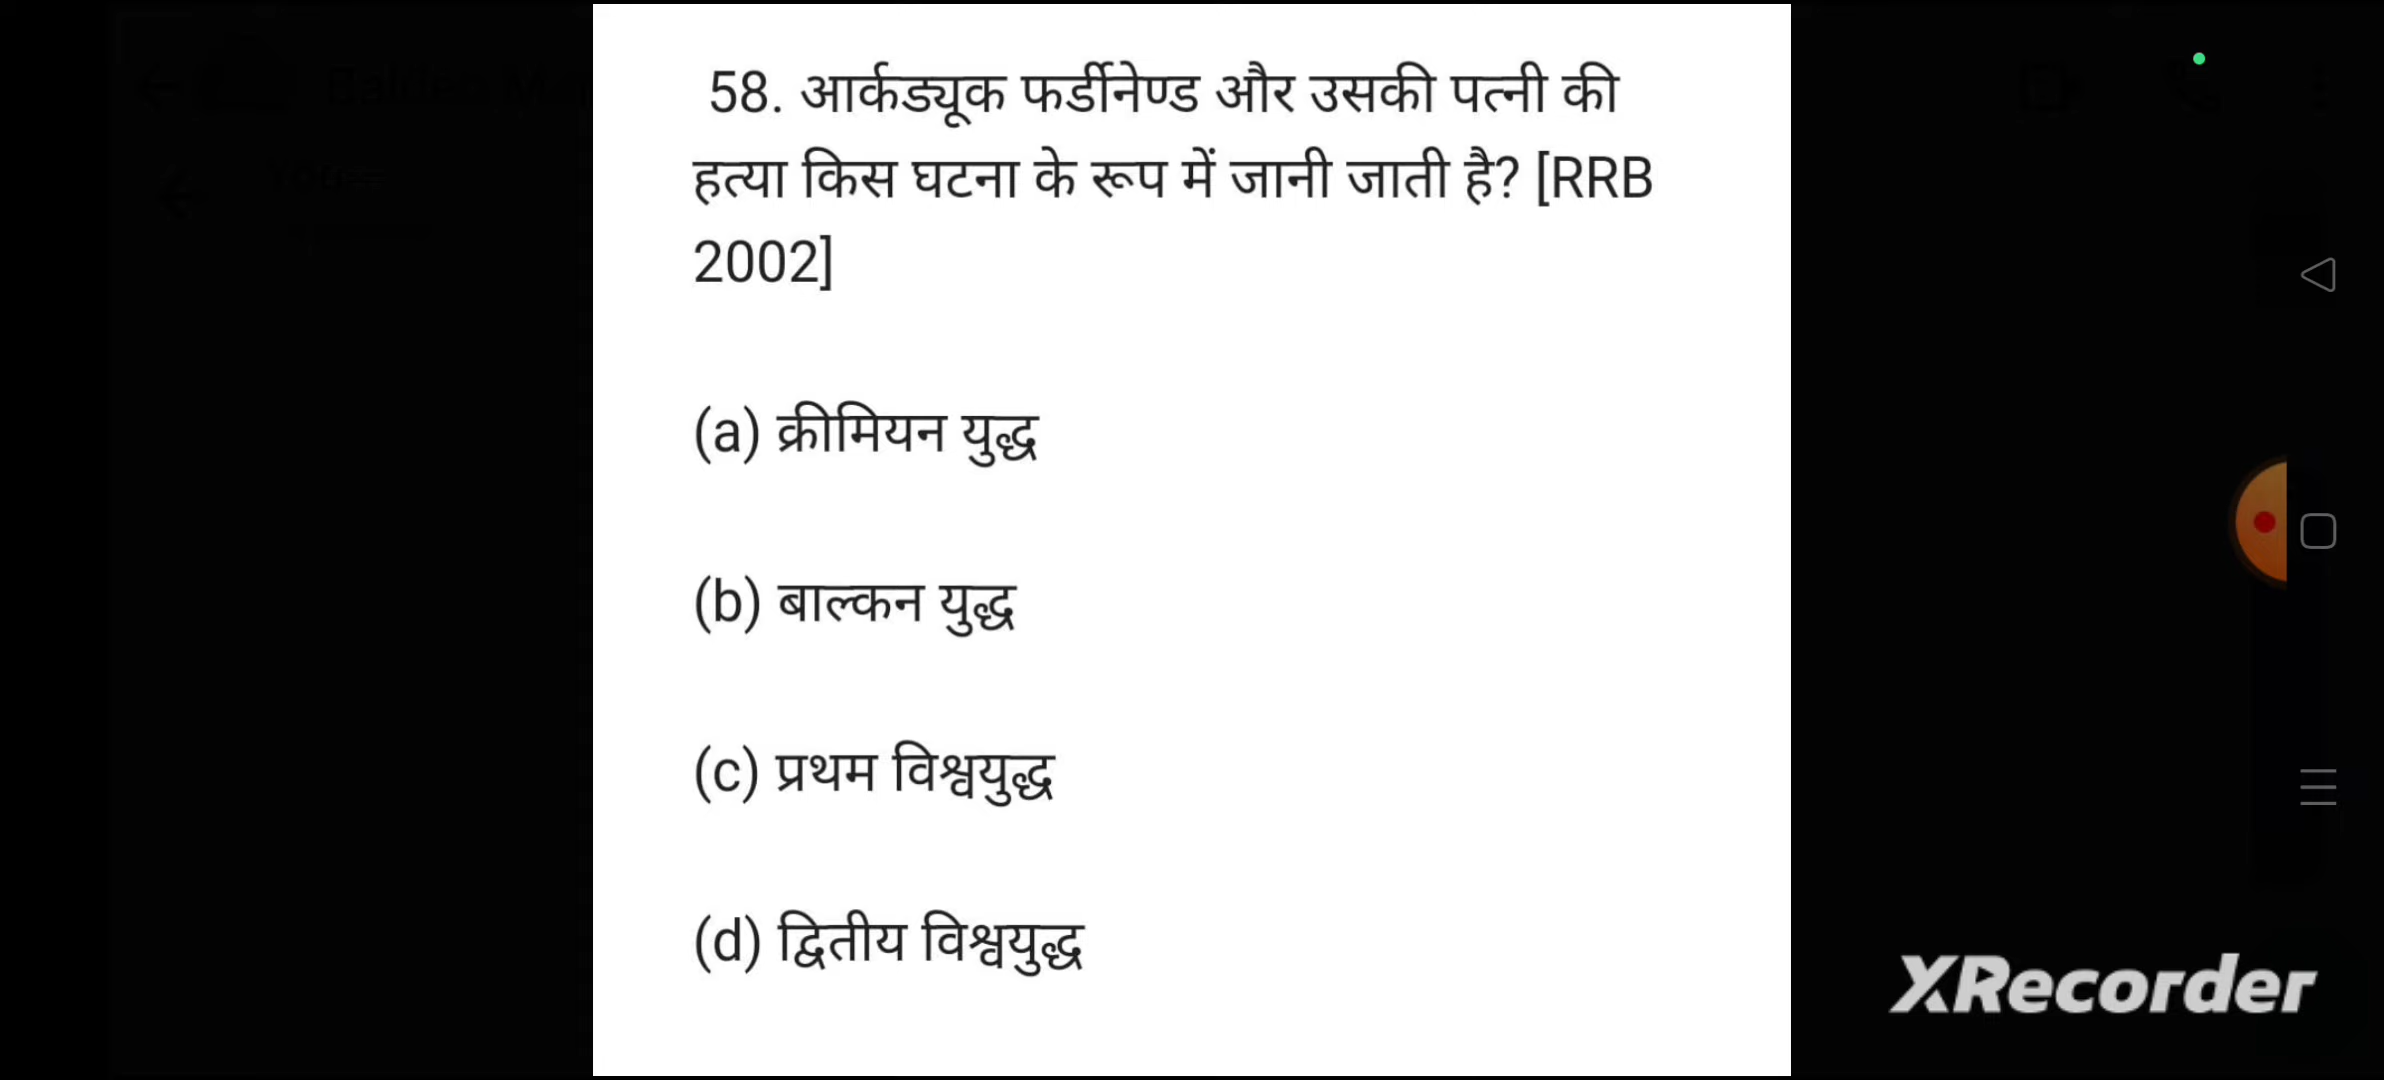 58. आर्कड्यूक फर्डीनेण्ड और उसकी पत्नी की
हत्या किस घटना के रूप में जानी जाती है? [RRB
2002]
(a) क्रीमियन युद्ध
(b) बाल्कन युद्ध
(c) प्रथम विश्वयुद्ध
(d) द्वितीय विश्वयुद्ध
XRecorder